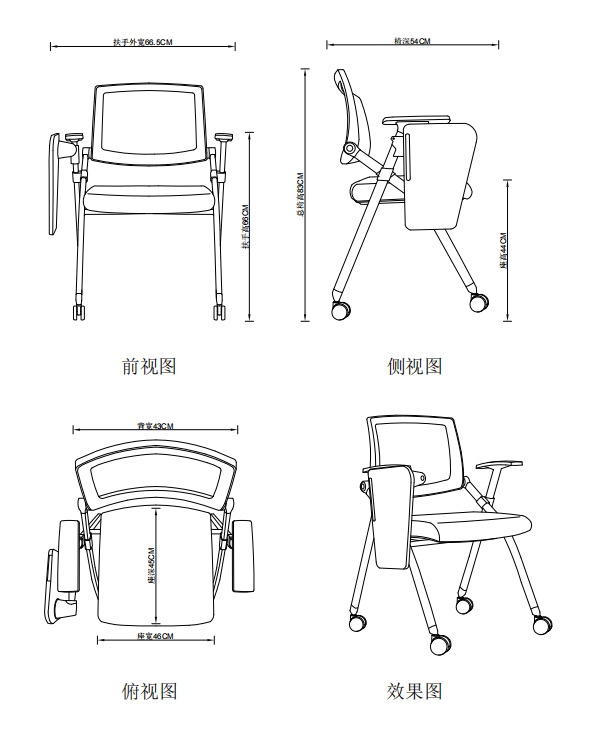 扶手外宽66.5CM
椅深54CM
扶手高66CM
总椅高83CM
座高44CM
前视图
侧视图
背宽43CM
座深45CM
座宽46CM
俯视图
效果图